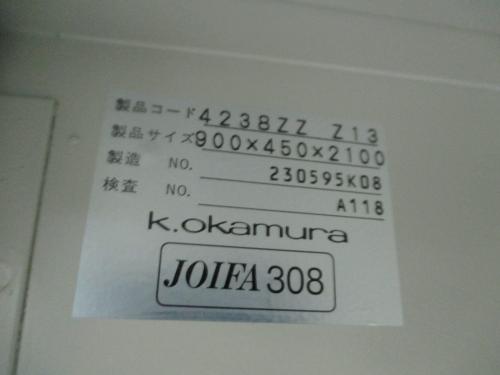 製品コード 4238ZZ Z13
製品サイズ 900×450×2100
製造 NO. 230595K08
検査 NO. A118
k.okamura
JOIFA 308